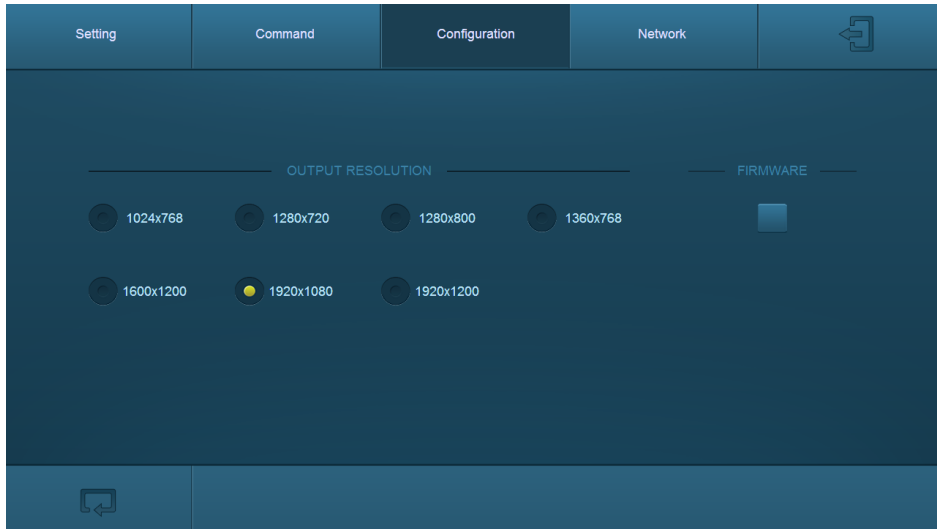 Setting Command Configuration Network
OUTPUT RESOLUTION FIRMWARE
1024x768 1280x720 1280x800 1360x768
1600x1200 1920x1080 1920x1200